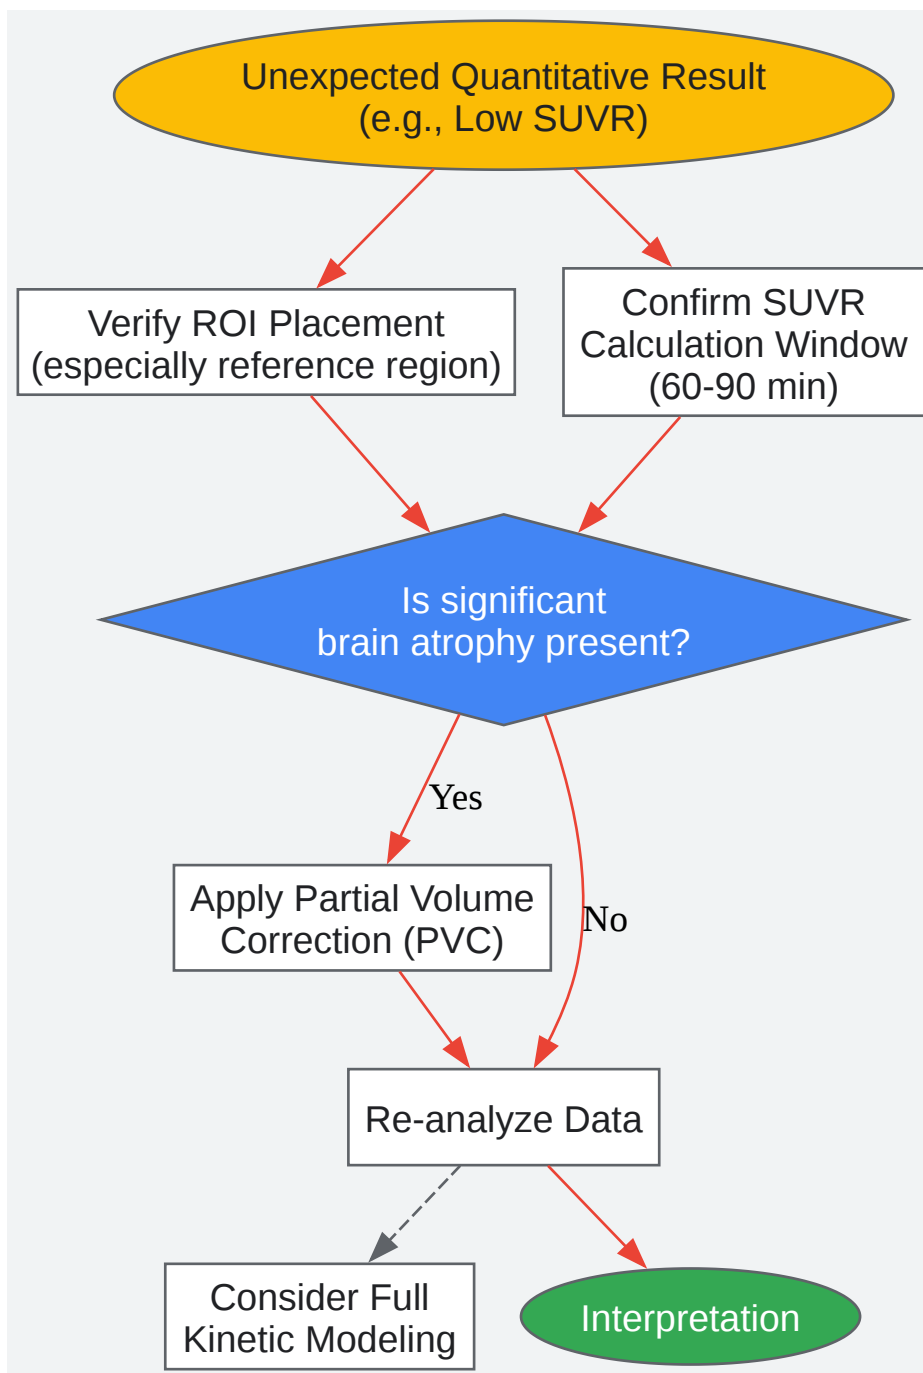 Unexpected Quantitative Result
(e.g., Low SUVR)
Verify ROI Placement
(especially reference region)
Confirm SUVR
Calculation Window
(60-90 min)
Is significant
brain atrophy present?
Yes
Apply Partial Volume
Correction (PVC)
No
Re-analyze Data
Consider Full
Kinetic Modeling
Interpretation